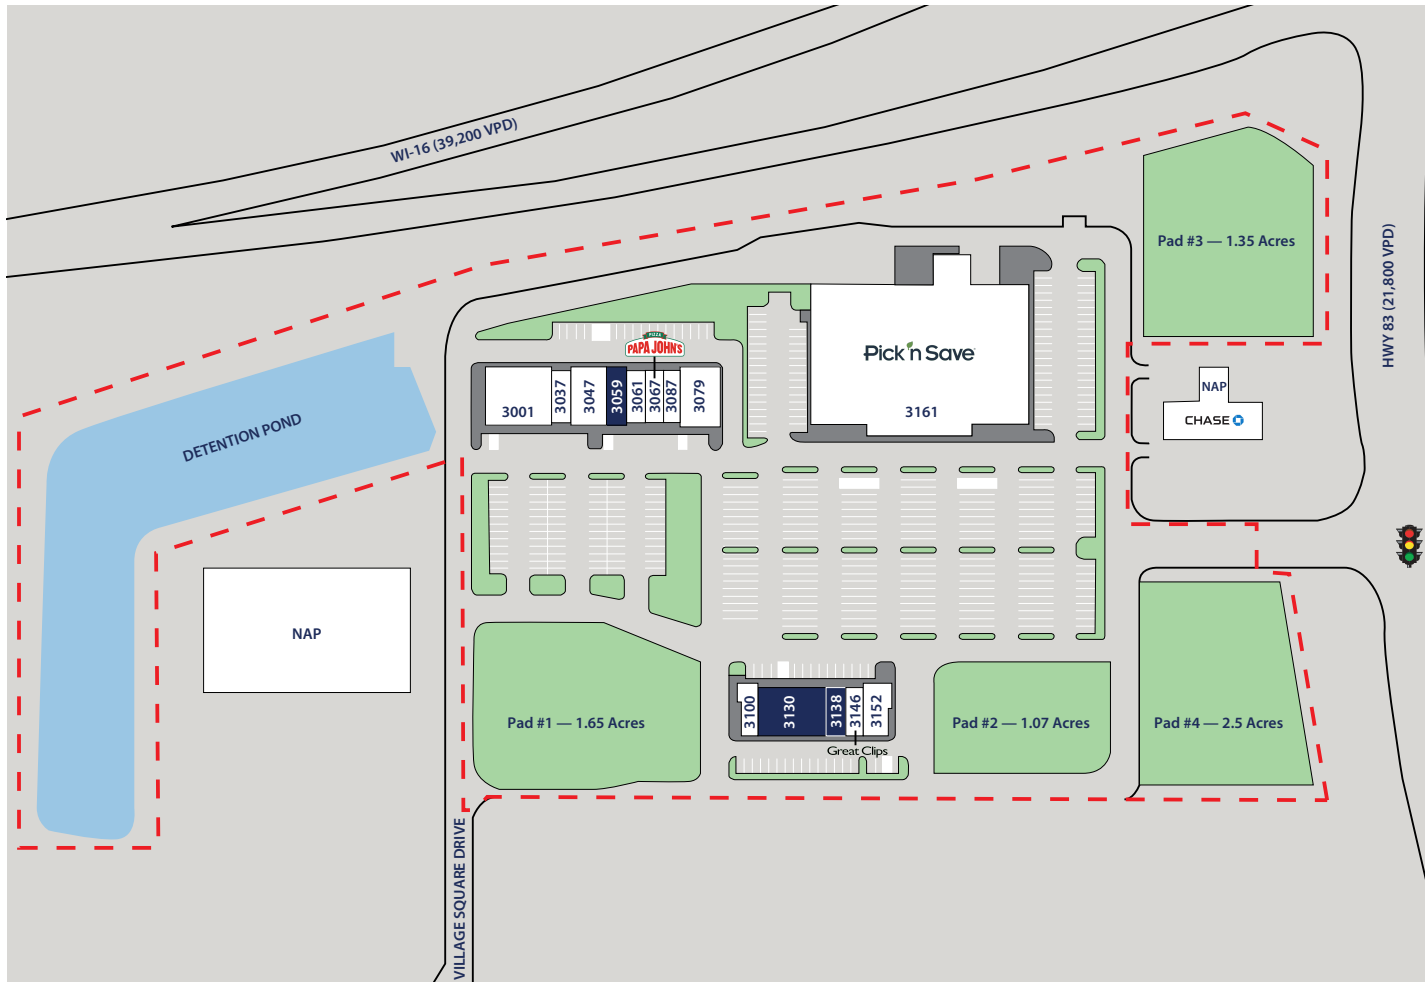 WI-16 (39,200 VPD)
Pad #3 — 1.35 Acres
HWY 83 (21,800 VPD)
PIZZA
PAPA JOHN'S
Pick 'n Save
3001
3037
3047
3059
3061
3067
3087
3079
3161
NAP
CHASE
DETENTION POND
NAP
Pad #1 — 1.65 Acres
3100
3130
3138
3146
3152
Great Clips
Pad #2 — 1.07 Acres
Pad #4 — 2.5 Acres
VILLAGE SQUARE DRIVE